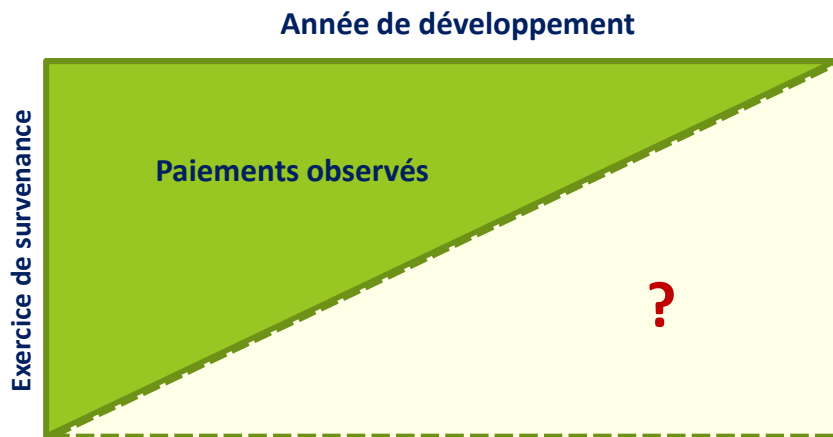 Année de développement
Exercice de survenance
Paiements observés
?